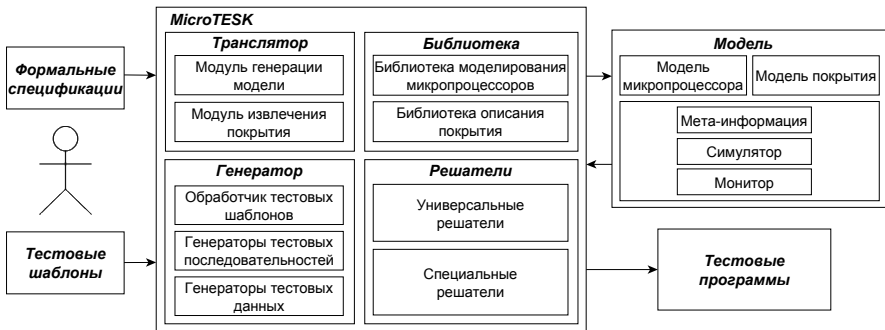 MicroTESK
Формальные
спецификации
Транслятор
Модуль генерации
модели
Модуль извлечения
покрытия
Библиотека
Библиотека моделирования
микропроцессоров
Библиотека описания
покрытия
Модель
Модель
микропроцессора
Модель покрытия
Мета-информация
Симулятор
Монитор
Тестовые
шаблоны
Генератор
Обработчик тестовых
шаблонов
Генераторы тестовых
последовательностей
Генераторы тестовых
данных
Решатели
Универсальные
решатели
Специальные
решатели
Тестовые
программы